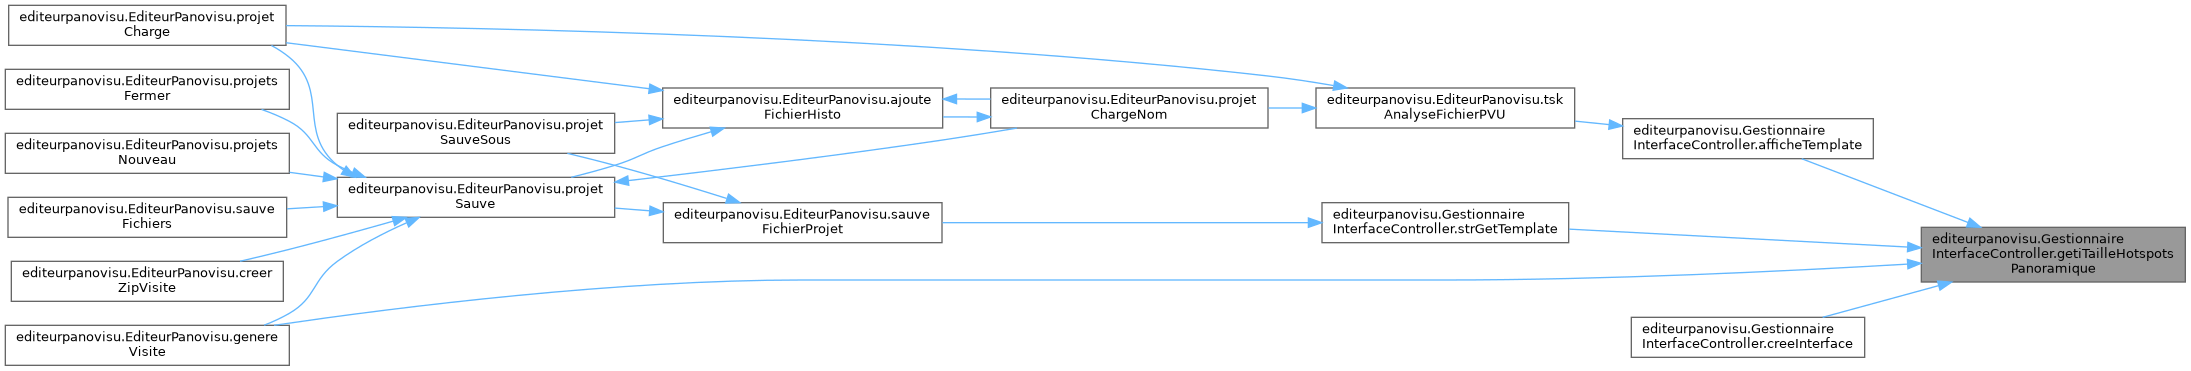 editeurpanovisu.EditeurPanovisu.projet
Charge
editeurpanovisu.EditeurPanovisu.projets
Fermer
editeurpanovisu.EditeurPanovisu.projets
Nouveau
editeurpanovisu.EditeurPanovisu.sauve
Fichiers
editeurpanovisu.EditeurPanovisu.creer
ZipVisite
editeurpanovisu.EditeurPanovisu.genere
Visite
editeurpanovisu.EditeurPanovisu.projet
SauveSous
editeurpanovisu.EditeurPanovisu.projet
Sauve
editeurpanovisu.EditeurPanovisu.ajoute
FichierHisto
editeurpanovisu.EditeurPanovisu.sauve
FichierProjet
editeurpanovisu.EditeurPanovisu.projet
ChargeNom
editeurpanovisu.EditeurPanovisu.tsk
AnalyseFichierPVU
editeurpanovisu.Gestionnaire
InterfaceController.strGetTemplate
editeurpanovisu.Gestionnaire
InterfaceController.afficheTemplate
editeurpanovisu.Gestionnaire
InterfaceController.creeInterface
editeurpanovisu.Gestionnaire
InterfaceController.getiTailleHotspots
Panoramique